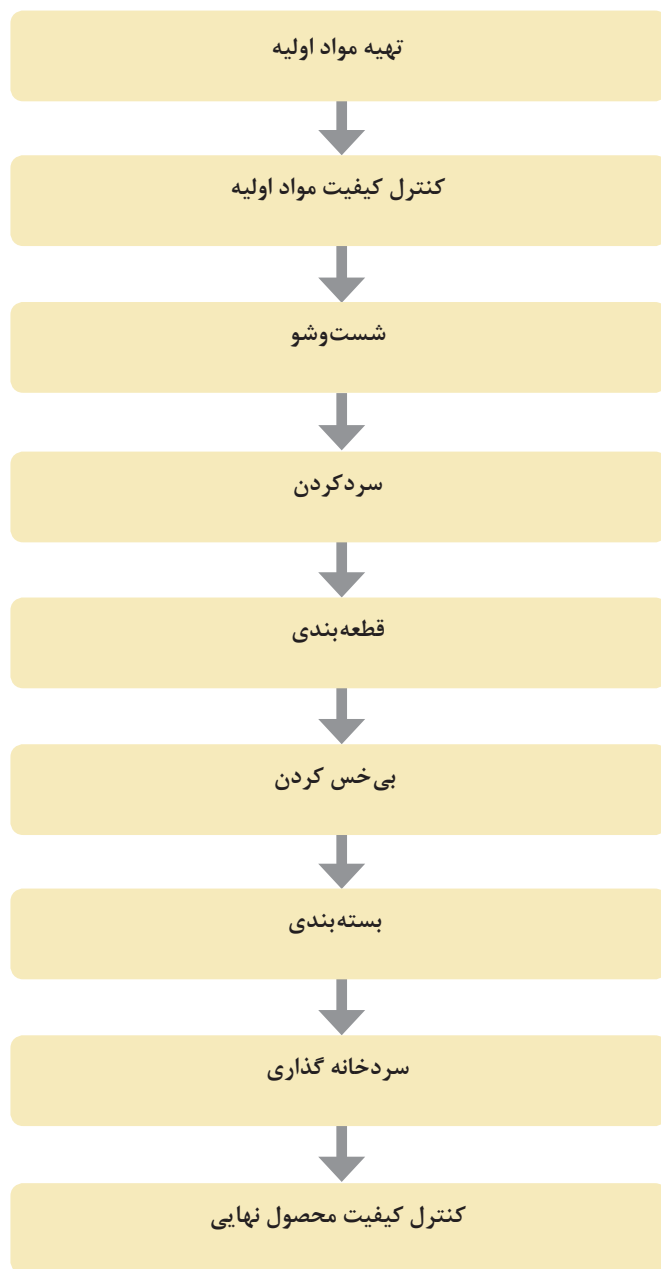 تهیه مواد اولیه
کنترل کیفیت مواد اولیه
شست‌وشو
سردکردن
قطعه‌بندی
بی‌خس کردن
بسته‌بندی
سردخانه گذاری
کنترل کیفیت محصول نهایی